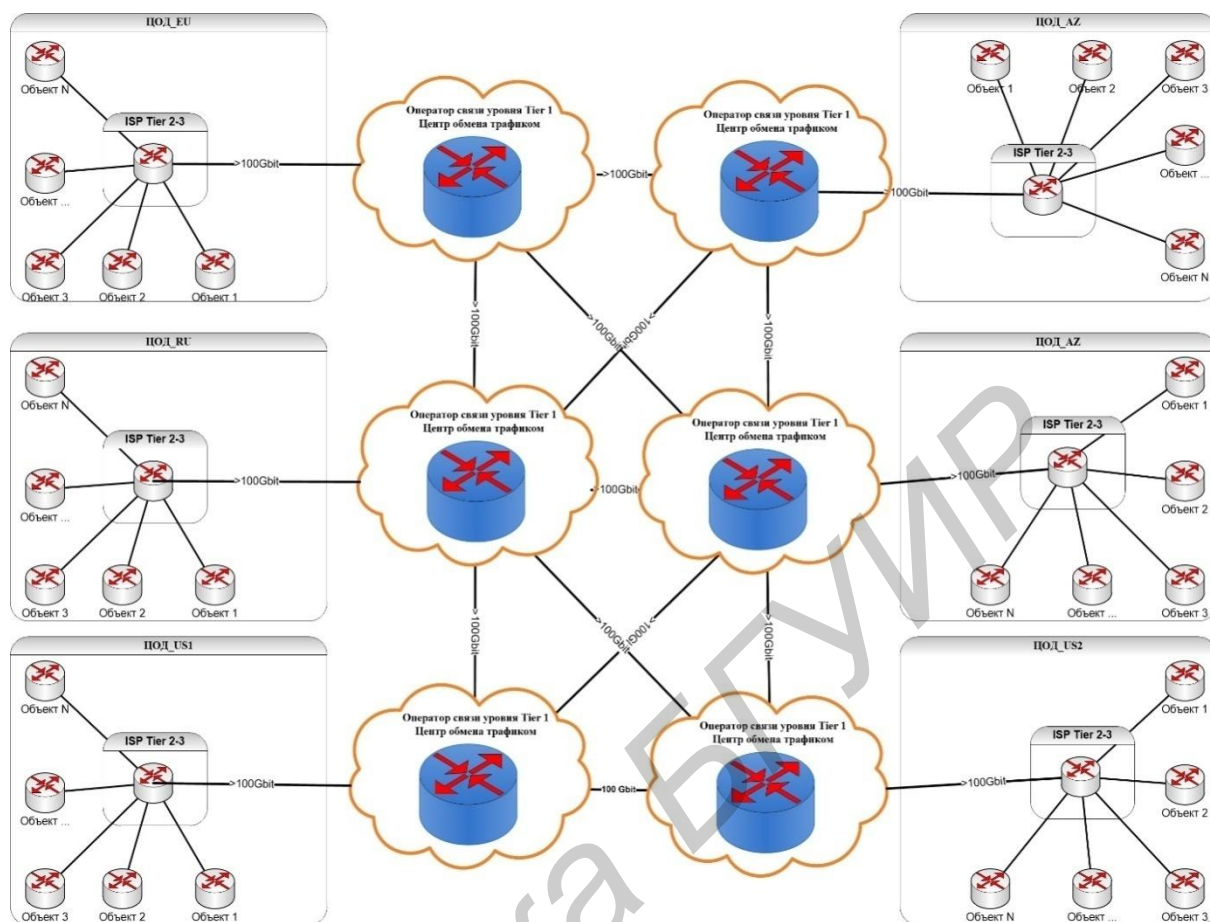 ЦОД_EU
Объект N
ISP Tier 2-3
Объект ...
Объект 3
Объект 2
Объект 1
>100Gbit
Оператор связи уровня Tier 1
Центр обмена трафиком
>100Gbit
Оператор связи уровня Tier 1
Центр обмена трафиком
>100Gbit
ЦОД_AZ
Объект 1
Объект 2
Объект 3
ISP Tier 2-3
Объект ...
Объект N
>100Gbit
>100Gbit
>100Gbit
>100Gbit
ЦОД_RU
Объект N
ISP Tier 2-3
Объект ...
Объект 3
Объект 2
Объект 1
>100Gbit
Оператор связи уровня Tier 1
Центр обмена трафиком
>100Gbit
Оператор связи уровня Tier 1
Центр обмена трафиком
>100Gbit
ЦОД_AZ
Объект 1
ISP Tier 2-3
Объект 2
Объект N
Объект ...
Объект 3
>100Gbit
>100Gbit
>100Gbit
>100Gbit
ЦОД_US1
Объект N
ISP Tier 2-3
Объект ...
Объект 3
Объект 2
Объект 1
>100Gbit
Оператор связи уровня Tier 1
Центр обмена трафиком
100 Gbit
Оператор связи уровня Tier 1
Центр обмена трафиком
>100Gbit
ЦОД_US2
Объект 1
ISP Tier 2-3
Объект 2
Объект N
Объект ...
Объект 3
БГУИР